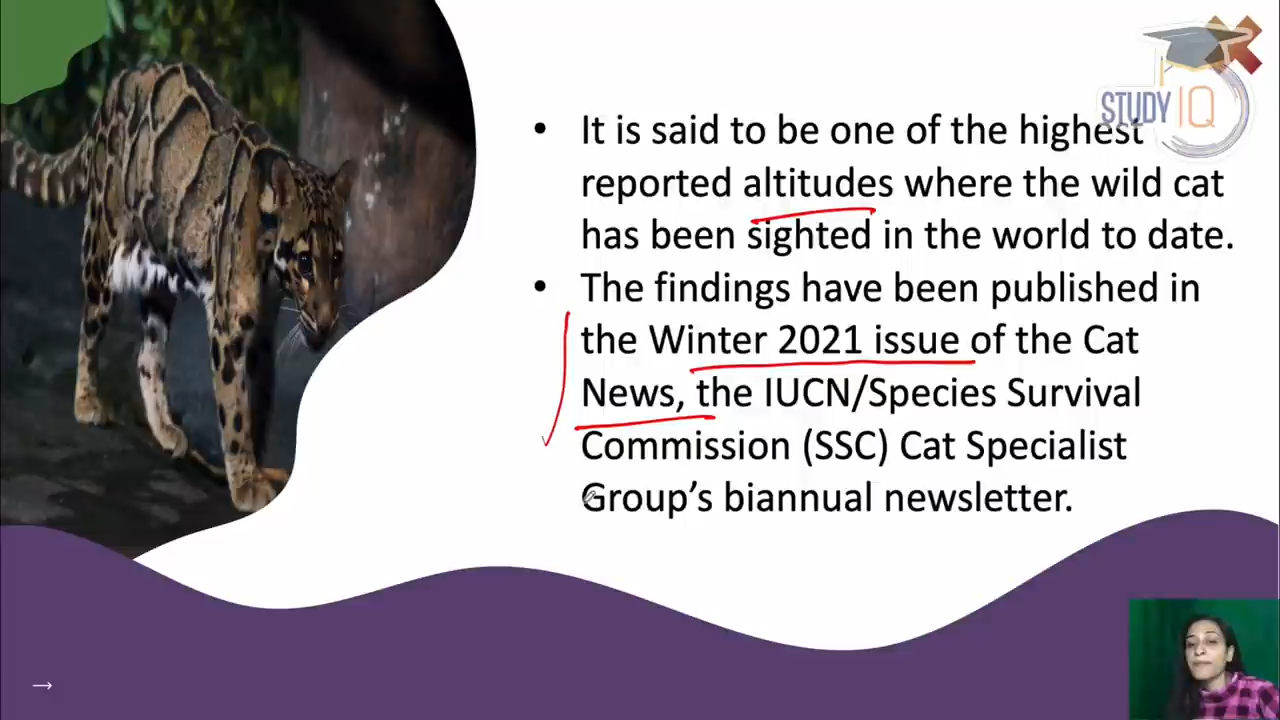 STUDY IQ
• It is said to be one of the highest
reported altitudes where the wild cat
has been sighted in the world to date.
• The findings have been published in
the Winter 2021 issue of the Cat
News, the IUCN/Species Survival
Commission (SSC) Cat Specialist
Group’s biannual newsletter.